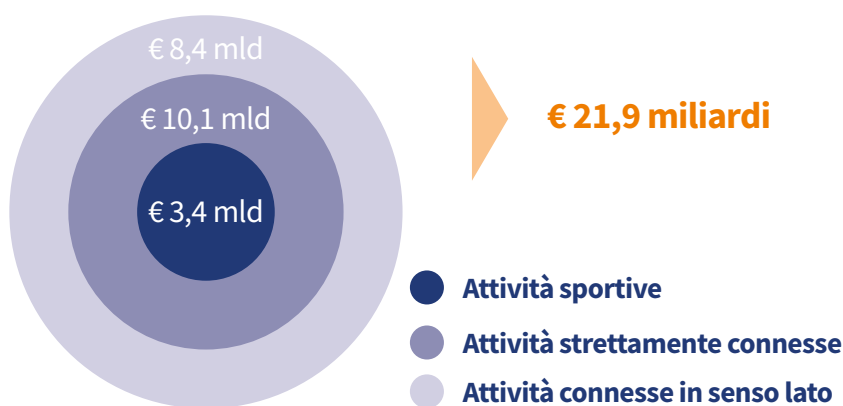 € 8,4 mld
€ 10,1 mld
€ 3,4 mld
€ 21,9 miliardi
Attività sportive
Attività strettamente connesse
Attività connesse in senso lato